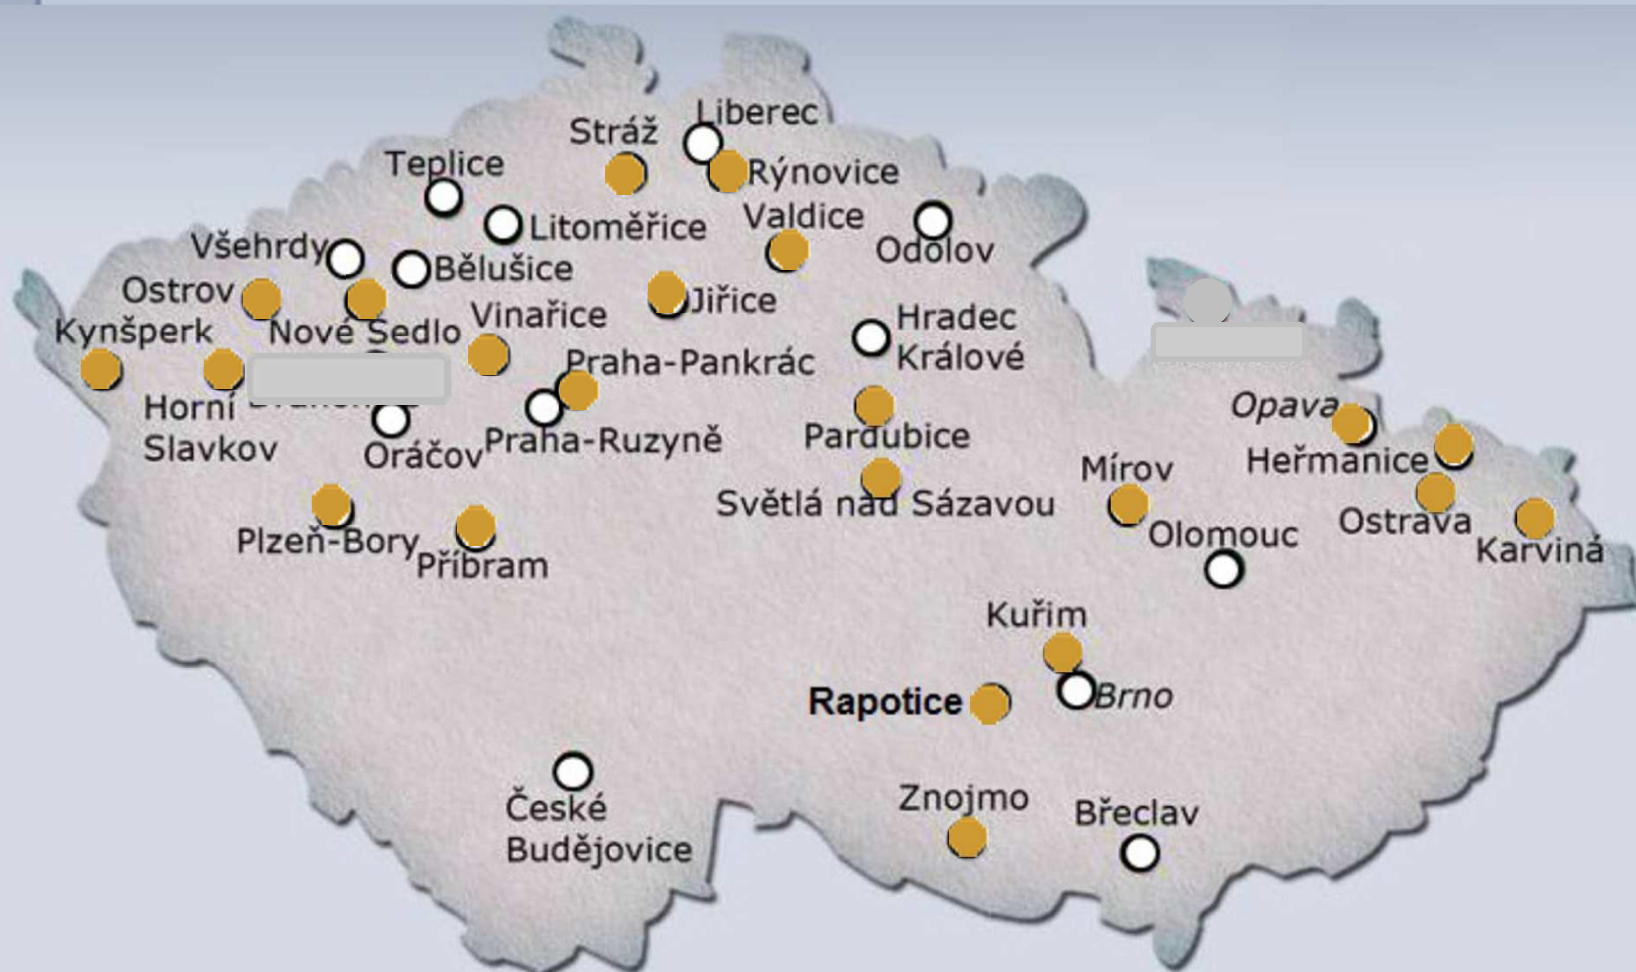 Liberec
Stráž
Teplice
Rýnovice
Valdice
Litoměřice
Všehrdy
Odolov
Bělušice
Ostrov
Jiřice
Vinařice
Kynšperk
Nové Sedlo
Hradec
Králové
Praha-Pankrác
Horní
Slavkov
Opava
Pardubice
Praha-Ruzyně
Oráčov
Heřmanice
Mírov
Světlá nad Sázavou
Ostrava
Olomouc
Plzeň-Bory
Karviná
Příbram
Kuřim
Brno
Rapotice
Znojmo
České
Budějovice
Břeclav